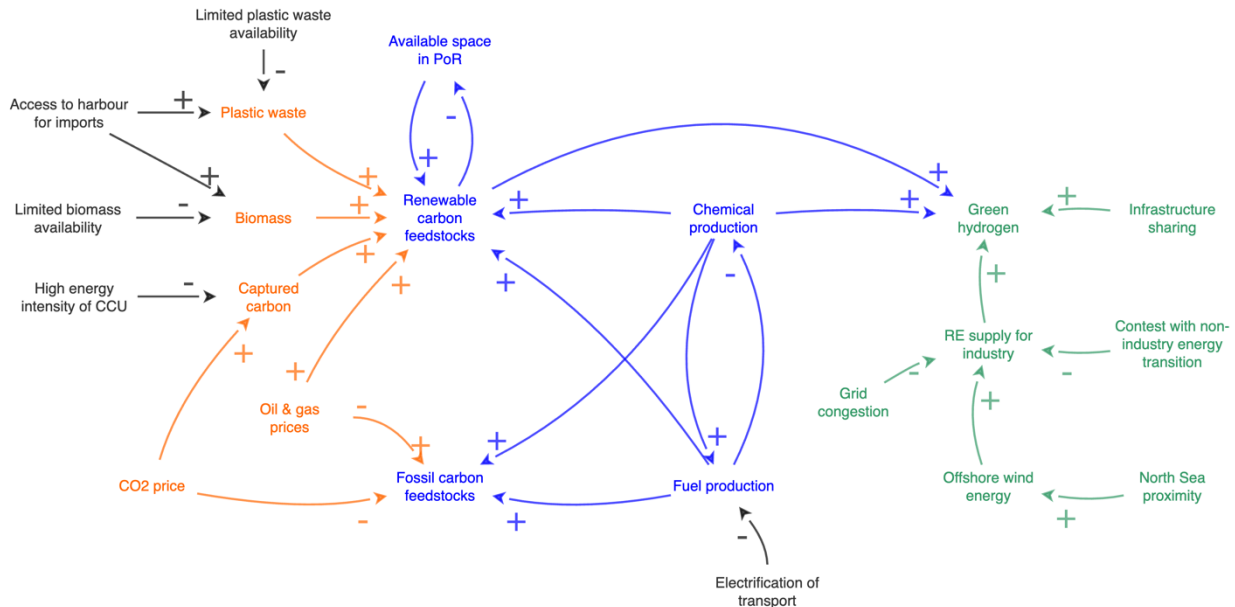 Limited plastic waste
availability
-
Available space
in PoR
Access to harbour
for imports
+
Plastic waste
-
+
+
+
Limited biomass
availability
-
Biomass
+
Renewable
carbon
feedstocks
+
Chemical
production
+
+
Green
hydrogen
+
Infrastructure
sharing
High energy
intensity of CCU
-
Captured
carbon
+
+
+
-
+
+
RE supply for
industry
Contest with non-
industry energy
transition
-
-
Grid
congestion
+
+
Oil & gas
prices
-
+
+
+
CO2 price
-
Fossil carbon
feedstocks
+
Fuel production
-
Offshore wind
energy
+
North Sea
proximity
Electrification of
transport